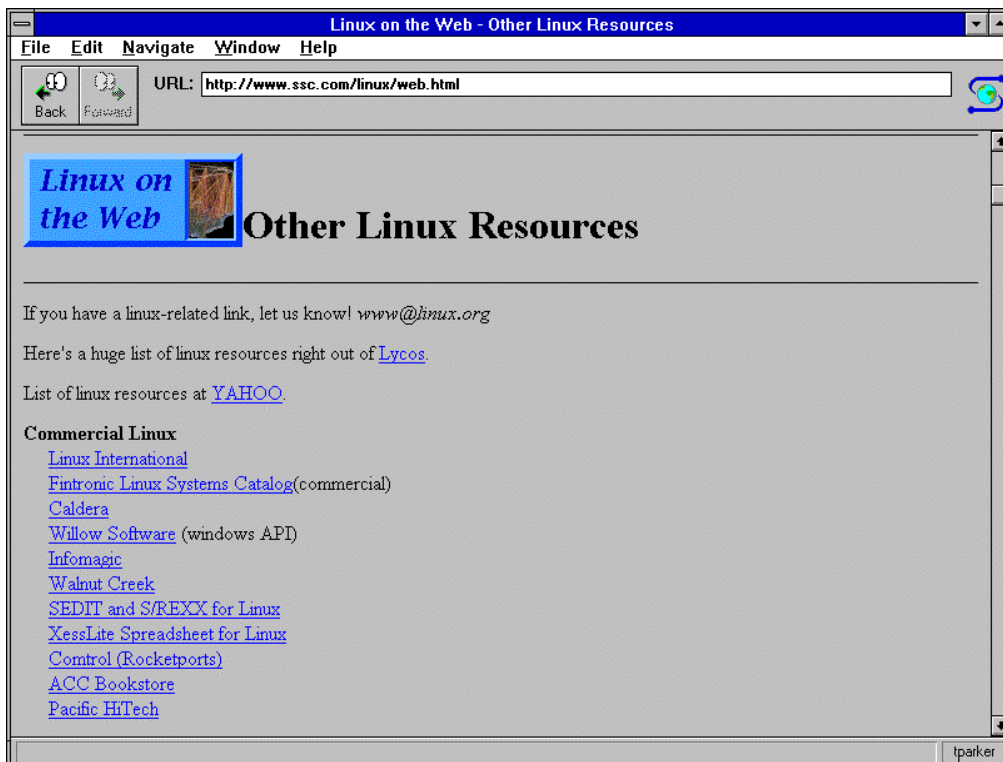 Linux on the Web - Other Linux Resources
File Edit Navigate Window Help
Back Forward URL: http://www.ssc.com/linux/web.html
Linux on
the Web
Other Linux Resources
If you have a linux-related link, let us know! www@linux.org
Here's a huge list of linux resources right out of Lycos.
List of linux resources at YAHOO.
Commercial Linux
Linux International
Fintronic Linux Systems Catalog(commercial)
Caldera
Willow Software (windows API)
Infomagic
Walnut Creek
SEDIT and S/REXX for Linux
XessLite Spreadsheet for Linux
Comtrol (Rocketports)
ACC Bookstore
Pacific HiTech
tparker